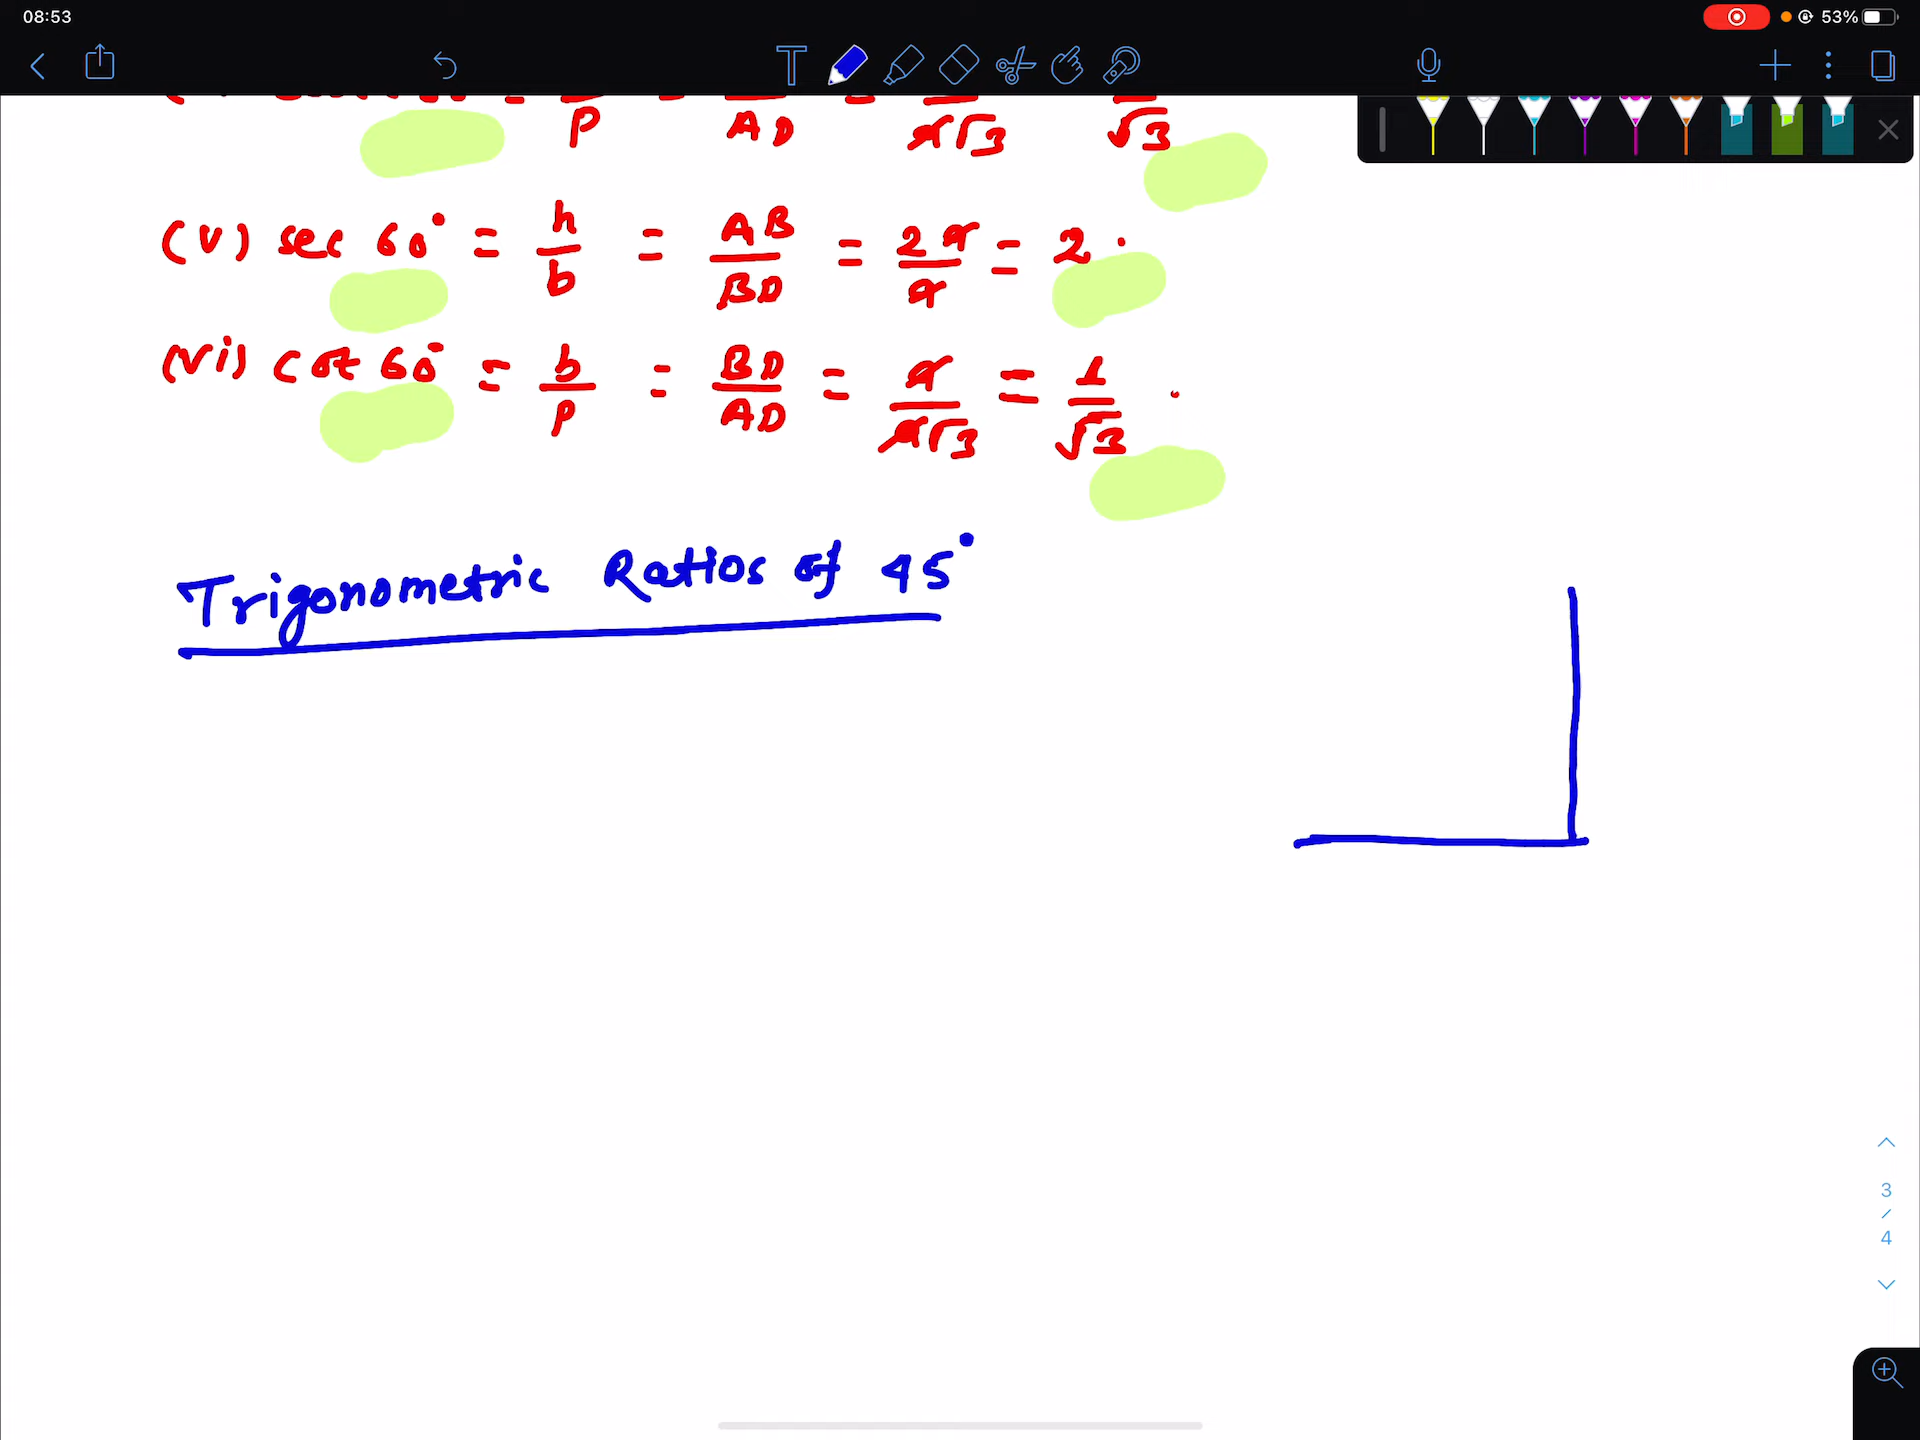 08:53
53%
P AD a√3 √3
(v) sec 60° = h/b = AB/BD = 2a/a = 2.
(vi) cot 60° = b/p = BD/AD = a/a√3 = 1/√3 .
Trigonometric Ratios of 45°
3
/
4